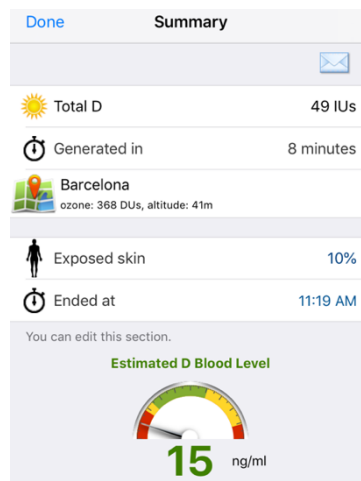 Done Summary
Total D 49 IUs
Generated in 8 minutes
Barcelona
ozone: 368 DUs, altitude: 41m
Exposed skin 10%
Ended at 11:19 AM
You can edit this section.
Estimated D Blood Level
15 ng/ml